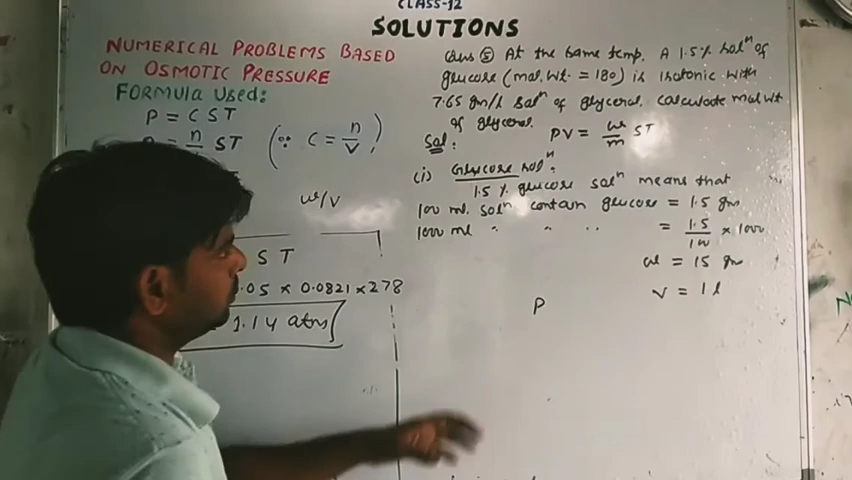 CLASS-12
SOLUTIONS
NUMERICAL PROBLEMS BASED
ON OSMOTIC PRESSURE
FORMULA Used:
P = C S T
n/V ST (∵ C = n/V)
w/V
S T
.05 × 0.0821 × 278
1.14 atm
Ques ⑤ At the same temp. A 1.5% solⁿ of
glucose (mol. wt. = 180) is isotonic with
7.65 gm/l solⁿ of glycerol. calculate mol wt
of glycerol.
Sol: PV = w/m ST
(i) Glucose solⁿ:
1.5 % glucose solⁿ means that
100 ml. solⁿ contain glucose = 1.5 gm
1000 ml " " " = 1.5/100 × 1000
w = 15 gm
V = 1 l
P